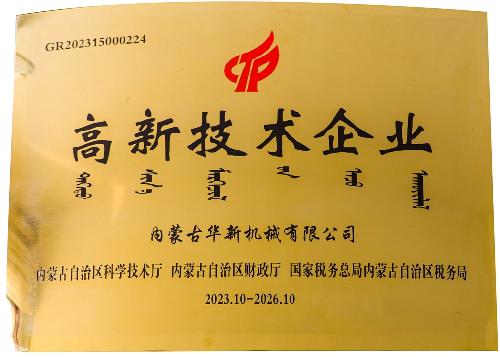 GR202315000224
高新技术企业
内蒙古华新机械有限公司
内蒙古自治区科学技术厅 内蒙古自治区财政厅 国家税务总局内蒙古自治区税务局
2023.10-2026.10